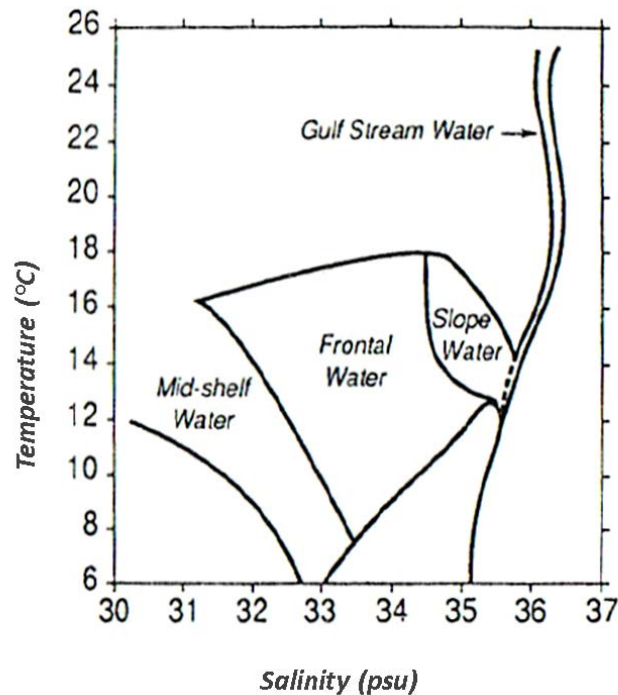 26
24
22
20
18
16
14
12
10
8
6
Temperature (°C)
Gulf Stream Water
Slope
Water
Frontal
Water
Mid-shelf
Water
30 31 32 33 34 35 36 37
Salinity (psu)